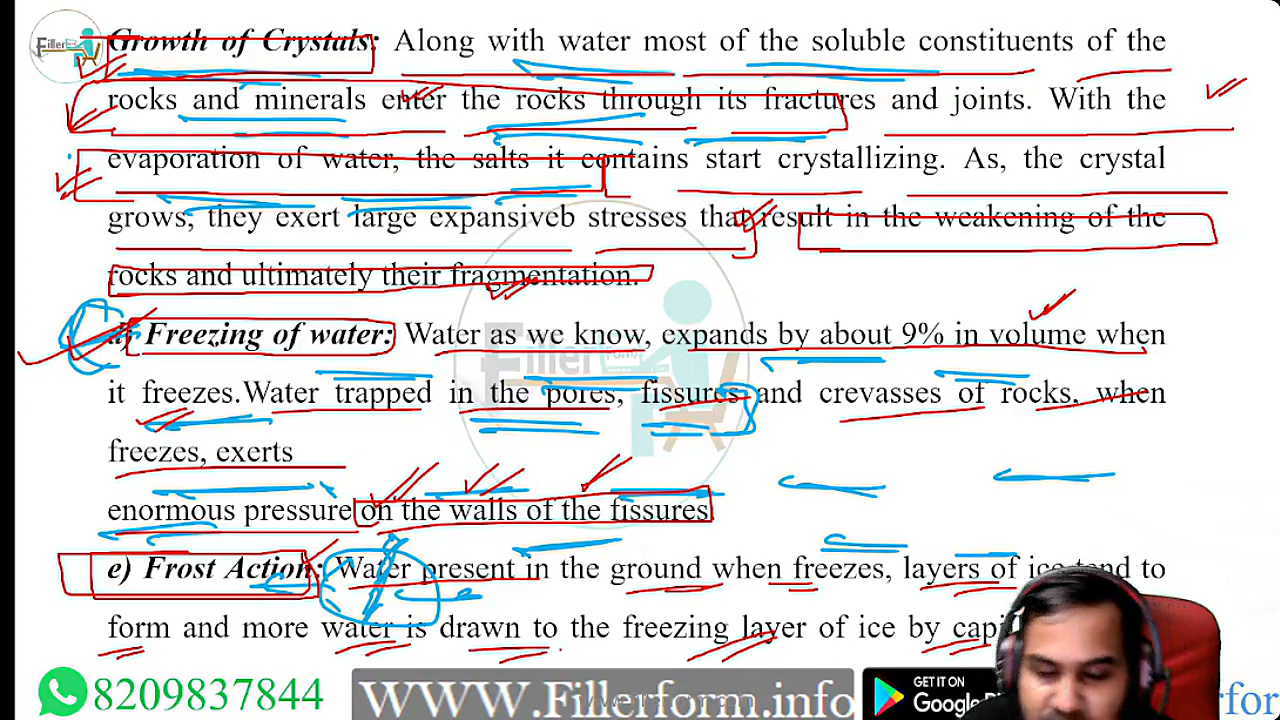 Filler
Growth of Crystals: Along with water most of the soluble constituents of the
rocks and minerals enter the rocks through its fractures and joints. With the
evaporation of water, the salts it contains start crystallizing. As, the crystal
grows, they exert large expansiveb stresses that result in the weakening of the
rocks and ultimately their fragmentation.
d) Freezing of water: Water as we know, expands by about 9% in volume when
it freezes.Water trapped in the pores, fissures and crevasses of rocks, when
freezes, exerts
enormous pressure on the walls of the fissures
e) Frost Action: Water present in the ground when freezes, layers of ice tend to
form and more water is drawn to the freezing layer of ice by
8209837844
WWW.Fillerform.info
GET IT ON